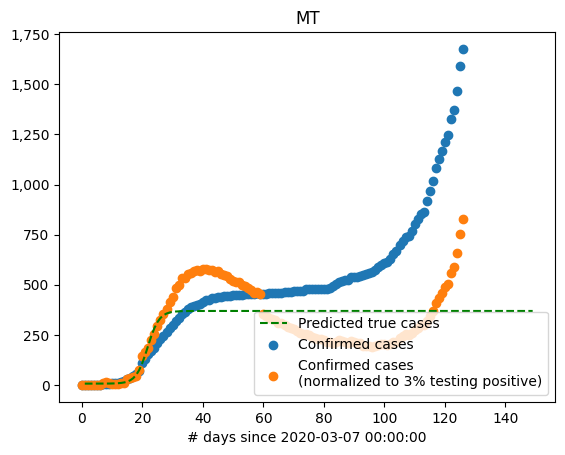 MT
1,750
1,500
1,250
1,000
750
500
250
0
Predicted true cases
Confirmed cases
Confirmed cases
(normalized to 3% testing positive)
0 20 40 60 80 100 120 140
# days since 2020-03-07 00:00:00